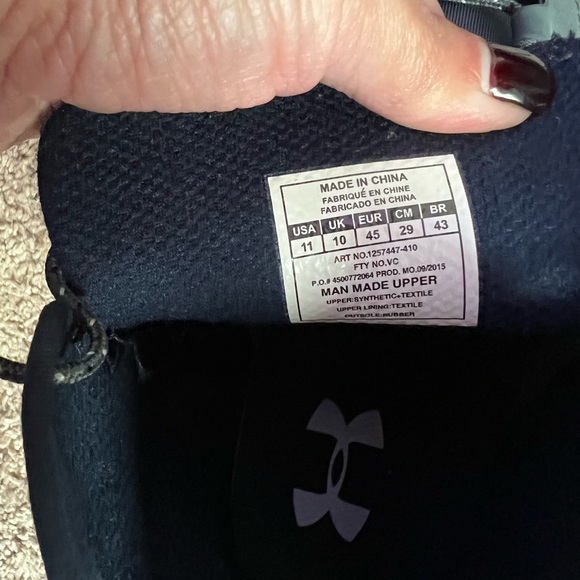 MADE IN CHINA
FABRIQUÉ EN CHINE
FABRICADO EN CHINA
USA UK EUR CM BR
11 10 45 29 43
ART NO.1257447-410
FTY NO.VC
P.O.# 4500772064 PROD. MO.09/2015
MAN MADE UPPER
UPPER:SYNTHETIC+TEXTILE
UPPER LINING:TEXTILE
OUTSOLE:RUBBER